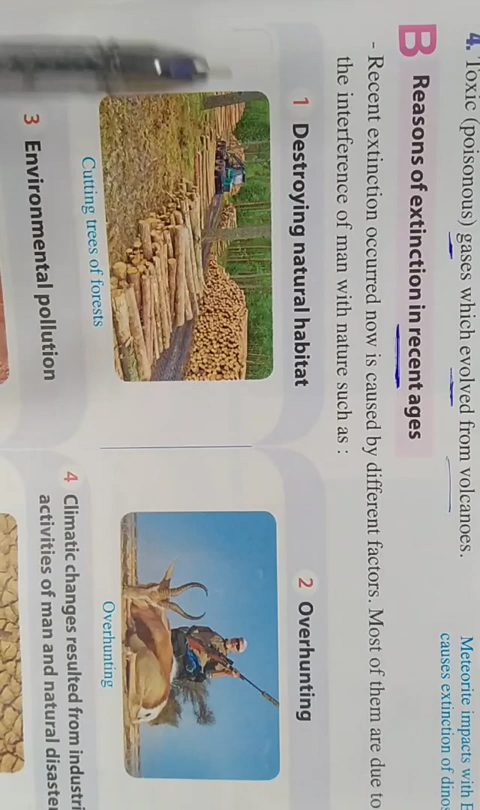 4. Toxic (poisonous) gases which evolved from volcanoes.
Meteorite impacts with
causes extinction of
B Reasons of extinction in recent ages
- Recent extinction occurred now is caused by different factors. Most of them are due to
the interference of man with nature such as :
1 Destroying natural habitat
Cutting trees of forests
2 Overhunting
Overhunting
3 Environmental pollution
4 Climatic changes resulted from
activities of man and natural